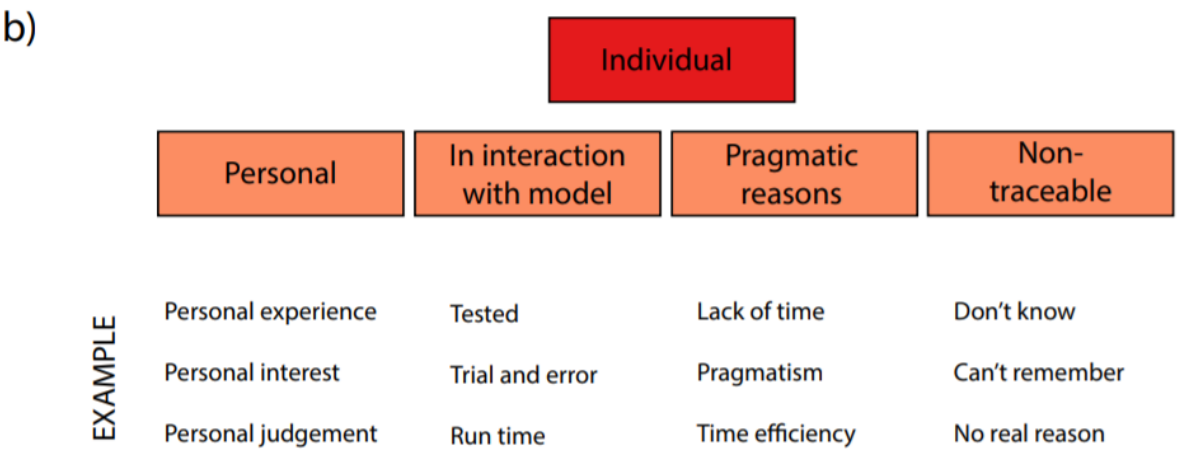 b)
Individual
Personal
In interaction
with model
Pragmatic
reasons
Non-
traceable
EXAMPLE
Personal experience
Tested
Lack of time
Don't know
Personal interest
Trial and error
Pragmatism
Can't remember
Personal judgement
Run time
Time efficiency
No real reason